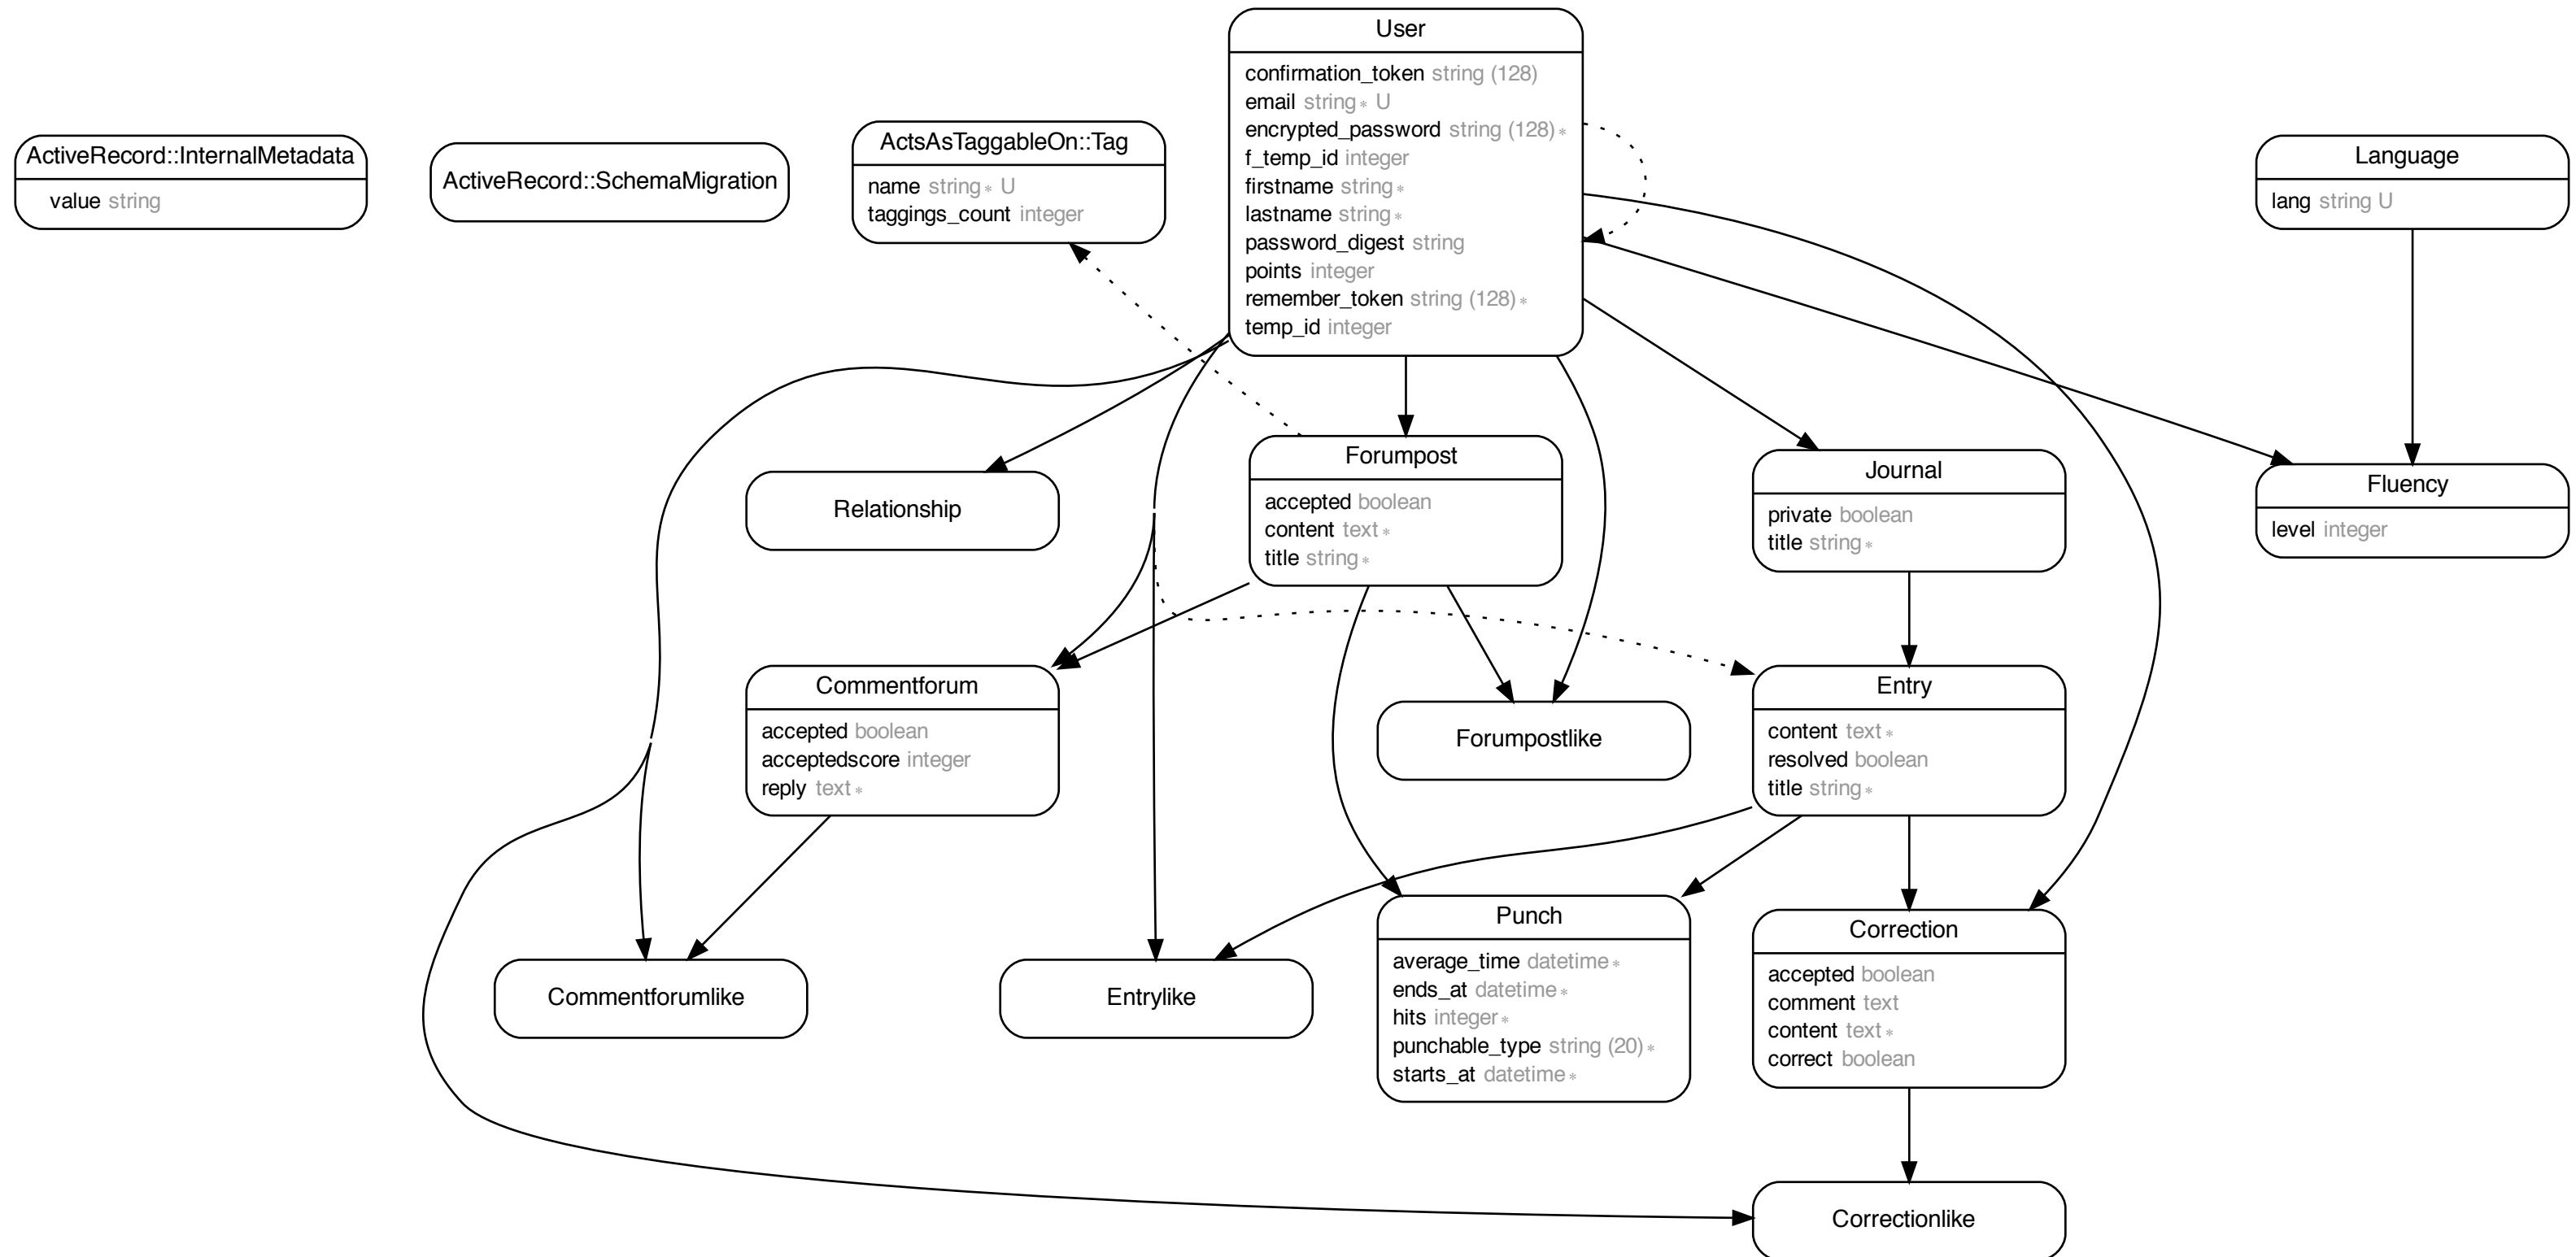 User
confirmation_token string (128)
email string∗ U
encrypted_password string (128)∗
f_temp_id integer
firstname string∗
lastname string∗
password_digest string
points integer
remember_token string (128)∗
temp_id integer
ActiveRecord::InternalMetadata
value string
ActiveRecord::SchemaMigration
ActsAsTaggableOn::Tag
name string∗ U
taggings_count integer
Language
lang string U
Relationship
Forumpost
accepted boolean
content text∗
title string∗
Journal
private boolean
title string∗
Fluency
level integer
Commentforum
accepted boolean
acceptedscore integer
reply text∗
Forumpostlike
Entry
content text∗
resolved boolean
title string∗
Commentforumlike
Entrylike
Punch
average_time datetime∗
ends_at datetime∗
hits integer∗
punchable_type string (20)∗
starts_at datetime∗
Correction
accepted boolean
comment text
content text∗
correct boolean
Correctionlike